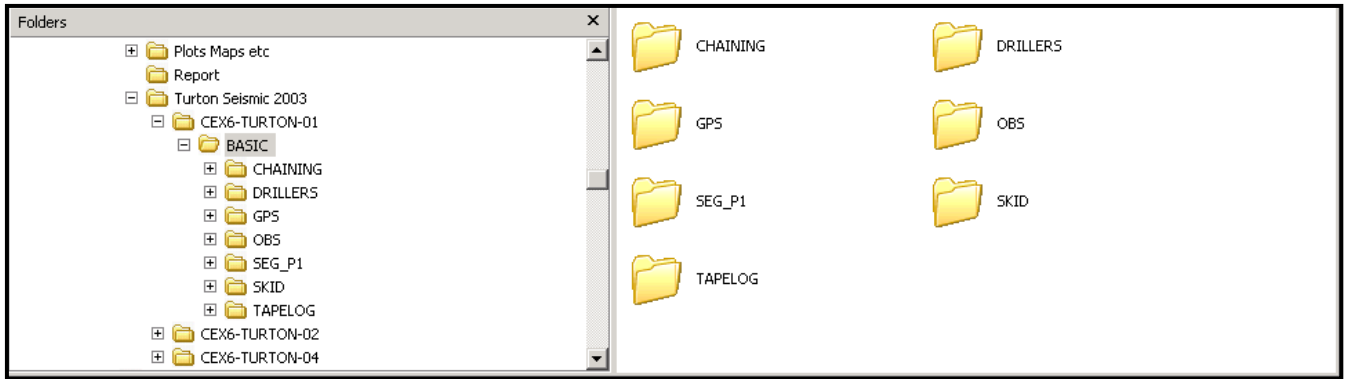 Folders
Plots Maps etc
Report
Turton Seismic 2003
CEX6-TURTON-01
BASIC
CHAINING
DRILLERS
GPS
OBS
SEG_P1
SKID
TAPELOG
CEX6-TURTON-02
CEX6-TURTON-04
CHAINING DRILLERS
GPS OBS
SEG_P1 SKID
TAPELOG